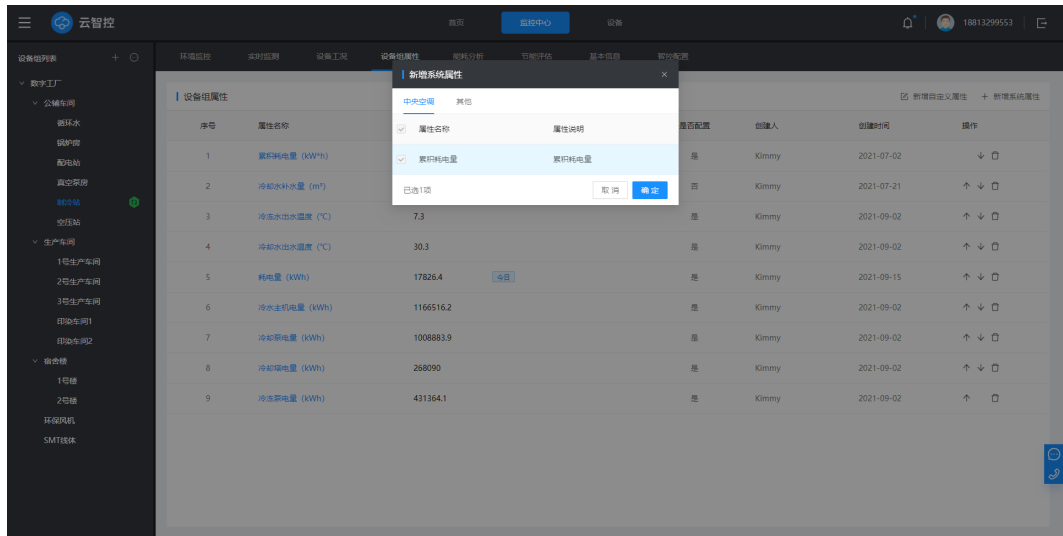 云智控
首页 监控中心 设备
18813299553
设备组列表
环境监控 实时监测 设备工况 设备组属性 能耗分析 节能评估 基本信息 智控配置
数字工厂
公辅车间
循环水
锅炉房
配电站
真空泵房
制冷站
空压站
生产车间
1号生产车间
2号生产车间
3号生产车间
印染车间1
印染车间2
宿舍楼
1号楼
2号楼
环保风机
SMT线体
设备组属性
新增自定义属性 新增系统属性
序号 属性名称 是否配置 创建人 创建时间 操作
1 累积耗电量 (kW*h) 是 Kimmy 2021-07-02
2 冷却水补水量 (m³) 否 Kimmy 2021-07-21
3 冷冻水出水温度 (℃) 7.3 是 Kimmy 2021-09-02
4 冷却水出水温度 (℃) 30.3 是 Kimmy 2021-09-02
5 耗电量 (kWh) 17826.4 今日 是 Kimmy 2021-09-15
6 冷水主机电量 (kWh) 1166516.2 是 Kimmy 2021-09-02
7 冷却泵电量 (kWh) 1008883.9 是 Kimmy 2021-09-02
8 冷却塔电量 (kWh) 268090 是 Kimmy 2021-09-02
9 冷冻泵电量 (kWh) 431364.1 是 Kimmy 2021-09-02
新增系统属性
中央空调 其他
属性名称 属性说明
累积耗电量 累积耗电量
已选1项 取消 确定